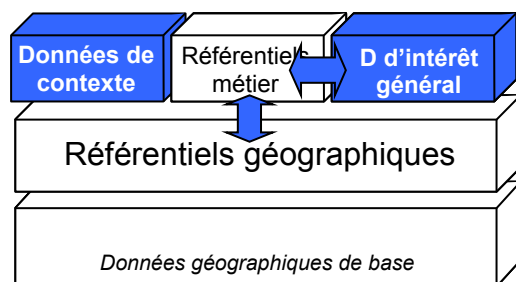 Données de
contexte
Référentiels
métier
D d’intérêt
général
Référentiels géographiques
Données géographiques de base